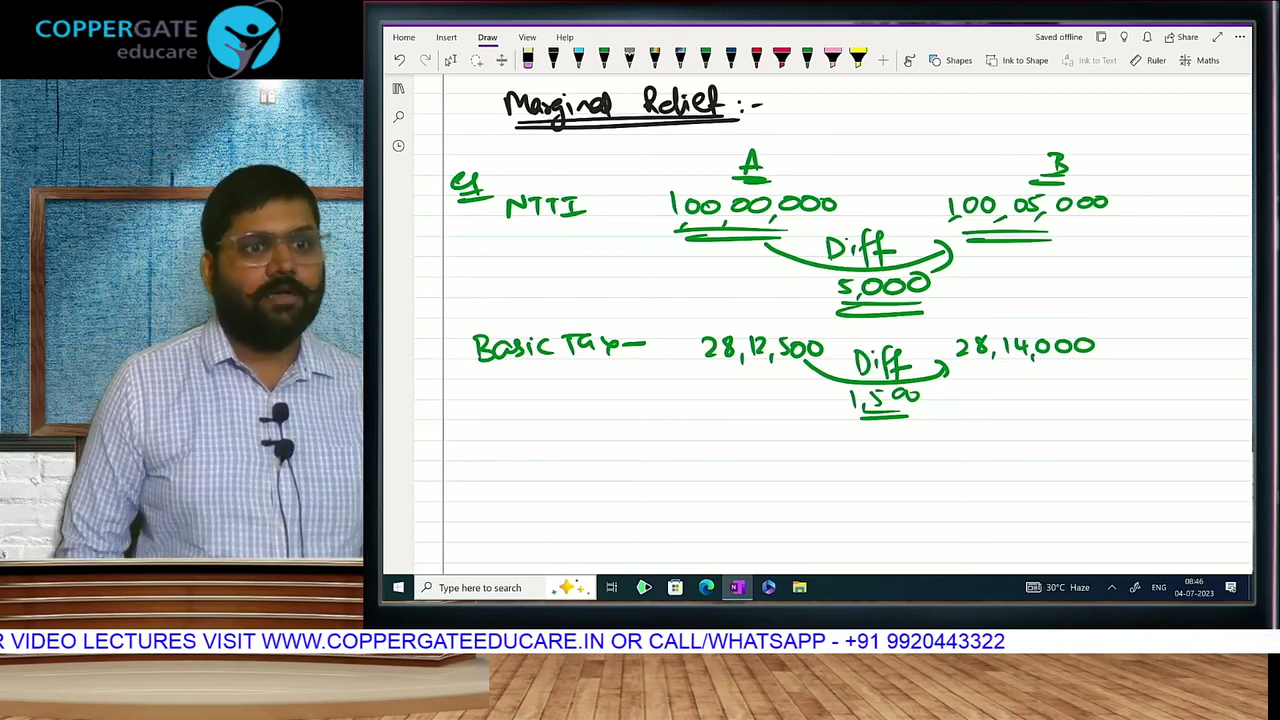 COPPERGATE
educare
Home Insert Draw View Help
Saved offline
Share
Shapes Ink to Shape Ink to Text Ruler Maths
Marginal Relief :-
A B
eg
NTTI 100,00,000 1,00,05,000
Diff
5,000
Basic Tax - 28,12,500 28,14,000
Diff
1,500
Type here to search
30°C Haze
ENG
08:46
04-07-2023
R VIDEO LECTURES VISIT WWW.COPPERGATEEDUCARE.IN OR CALL/WHATSAPP - +91 9920443322